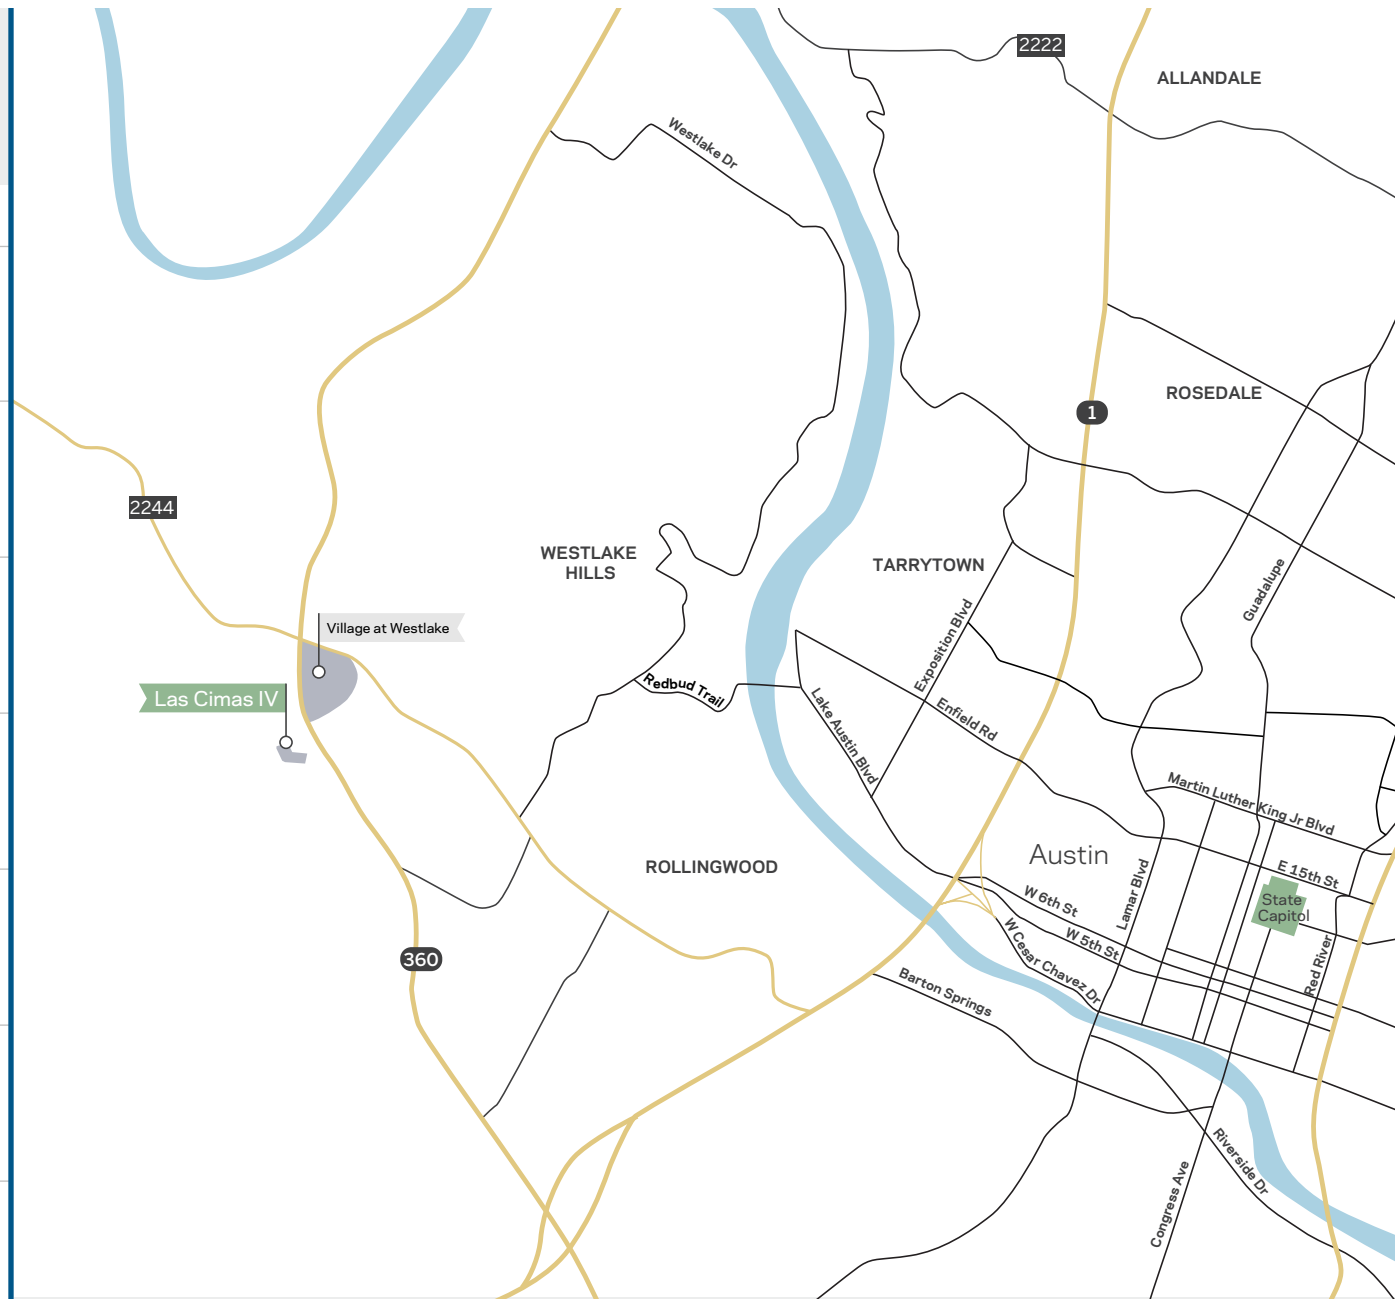 2222
ALLANDALE
Westlake Dr
ROSEDALE
1
2244
WESTLAKE
HILLS
TARRYTOWN
Guadalupe
Village at Westlake
Exposition Blvd
Las Cimas IV
Redbud Trail
Lake Austin Blvd
Enfield Rd
Martin Luther King Jr Blvd
Austin
ROLLINGWOOD
E 15th St
Lamar Blvd
W 6th St
State
Capitol
W 5th St
360
W Cesar Chavez Dr
Red River
Barton Springs
Riverside Dr
Congress Ave